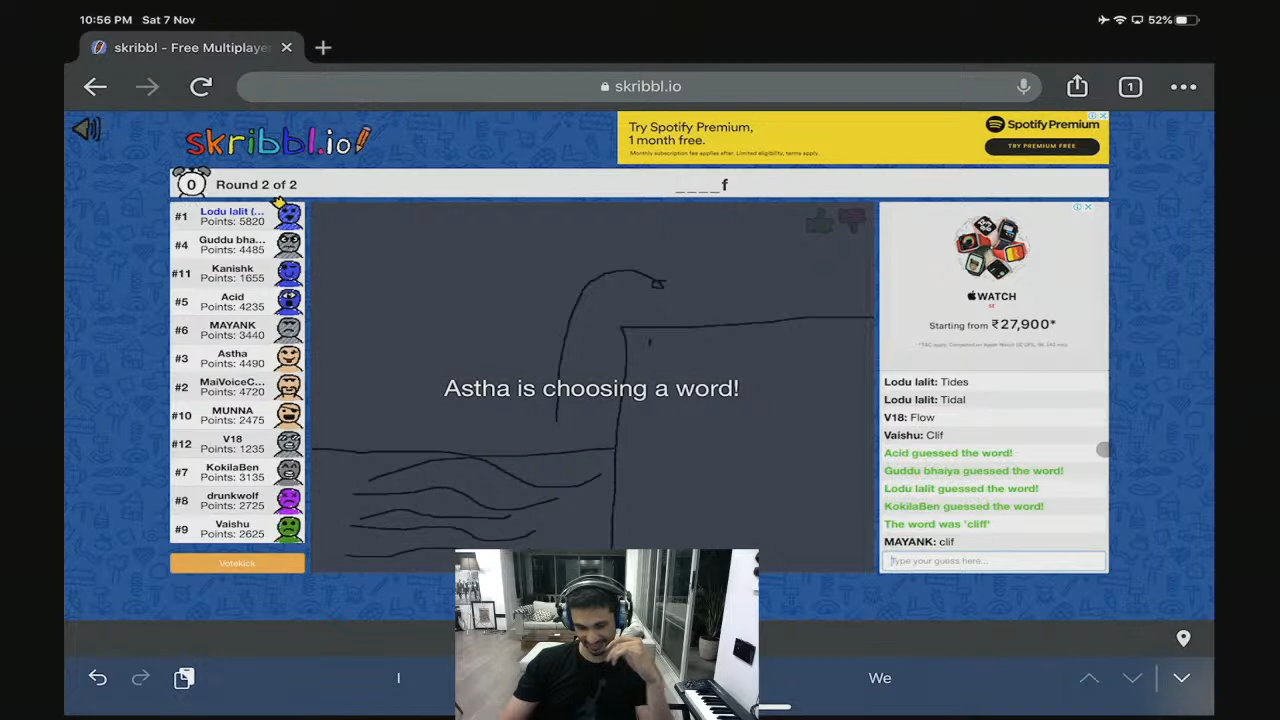 10:56 PM Sat 7 Nov
52%
skribbl - Free Multiplaye
skribbl.io
1
skribbl.io
Try Spotify Premium,
1 month free.
Spotify Premium
TRY PREMIUM FREE
0 Round 2 of 2
_ _ _ _ f
#1 Lodu lalit (...
Points: 5820
#4 Guddu bha...
Points: 4485
#11 Kanishk
Points: 1655
#5 Acid
Points: 4235
#6 MAYANK
Points: 3440
#3 Astha
Points: 4490
#2 MaiVoiceC...
Points: 4720
#10 MUNNA
Points: 2475
#12 V18
Points: 1235
#7 KokilaBen
Points: 3135
#8 drunkwolf
Points: 2725
#9 Vaishu
Points: 2625
Votekick
Astha is choosing a word!
WATCH
Starting from ₹27,900*
Lodu lalit: Tides
Lodu lalit: Tidal
V18: Flow
Vaishu: Clif
Acid guessed the word!
Guddu bhaiya guessed the word!
Lodu lalit guessed the word!
KokilaBen guessed the word!
The word was 'cliff'
MAYANK: clif
Type your guess here...
I
We